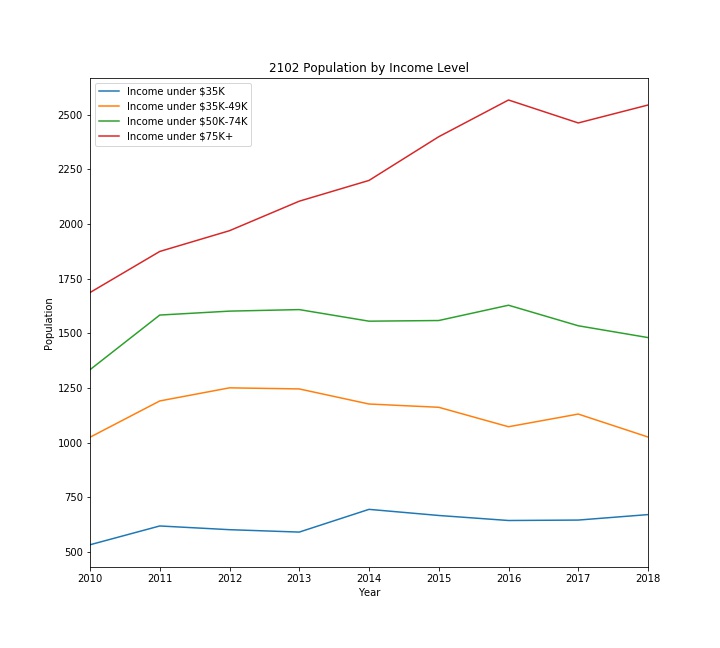 2102 Population by Income Level
Income under $35K
Income under $35K-49K
Income under $50K-74K
Income under $75K+
2500
2250
2000
1750
1500
1250
1000
750
500
Population
2010 2011 2012 2013 2014 2015 2016 2017 2018
Year